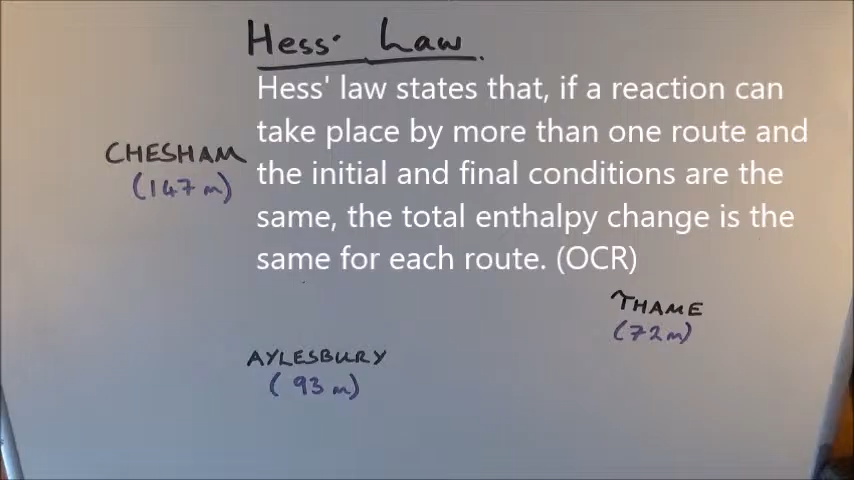 Hess' Law.
Hess' law states that, if a reaction can
take place by more than one route and
the initial and final conditions are the
same, the total enthalpy change is the
same for each route. (OCR)
CHESHAM
(147m)
THAME
(72m)
AYLESBURY
(93m)